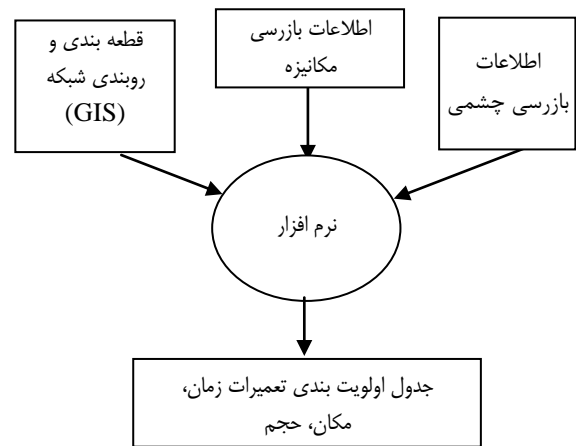 اطلاعات
بازرسی چشمی
اطلاعات بازرسی
مکانیزه
قطعه بندی و
روبندی شبکه
(GIS)
نرم افزار
جدول اولویت بندی تعمیرات زمان،
مکان، حجم